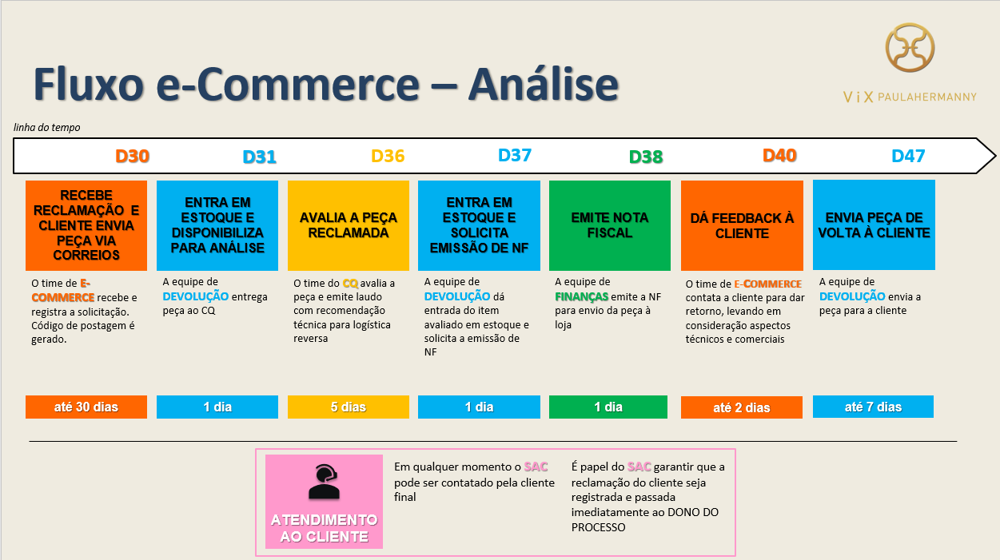 Fluxo e-Commerce – Análise
ViX PAULAHERMANNY
linha do tempo
D30
D31
D36
D37
D38
D40
D47
RECEBE
RECLAMAÇÃO E
CLIENTE ENVIA
PEÇA VIA
CORREIOS
ENTRA EM
ESTOQUE E
DISPONIBILIZA
PARA ANÁLISE
AVALIA A PEÇA
RECLAMADA
ENTRA EM
ESTOQUE E
SOLICITA
EMISSÃO DE NF
EMITE NOTA
FISCAL
DÁ FEEDBACK À
CLIENTE
ENVIA PEÇA DE
VOLTA À CLIENTE
O time de E-
COMMERCE recebe e
registra a solicitação.
Código de postagem é
gerado.
A equipe de
DEVOLUÇÃO entrega
peça ao CQ
O time do CQ avalia a
peça e emite laudo
com recomendação
técnica para logística
reversa
A equipe de
DEVOLUÇÃO dá
entrada do item
avaliado em estoque e
solicita a emissão de
NF
A equipe de
FINANÇAS emite a NF
para envio da peça à
loja
O time de E-COMMERCE
contata a cliente para dar
retorno, levando em
consideração aspectos
técnicos e comerciais
A equipe de
DEVOLUÇÃO envia a
peça para a cliente
até 30 dias
1 dia
5 dias
1 dia
1 dia
até 2 dias
até 7 dias
ATENDIMENTO
AO CLIENTE
Em qualquer momento o SAC
pode ser contatado pela cliente
final
É papel do SAC garantir que a
reclamação do cliente seja
registrada e passada
imediatamente ao DONO DO
PROCESSO